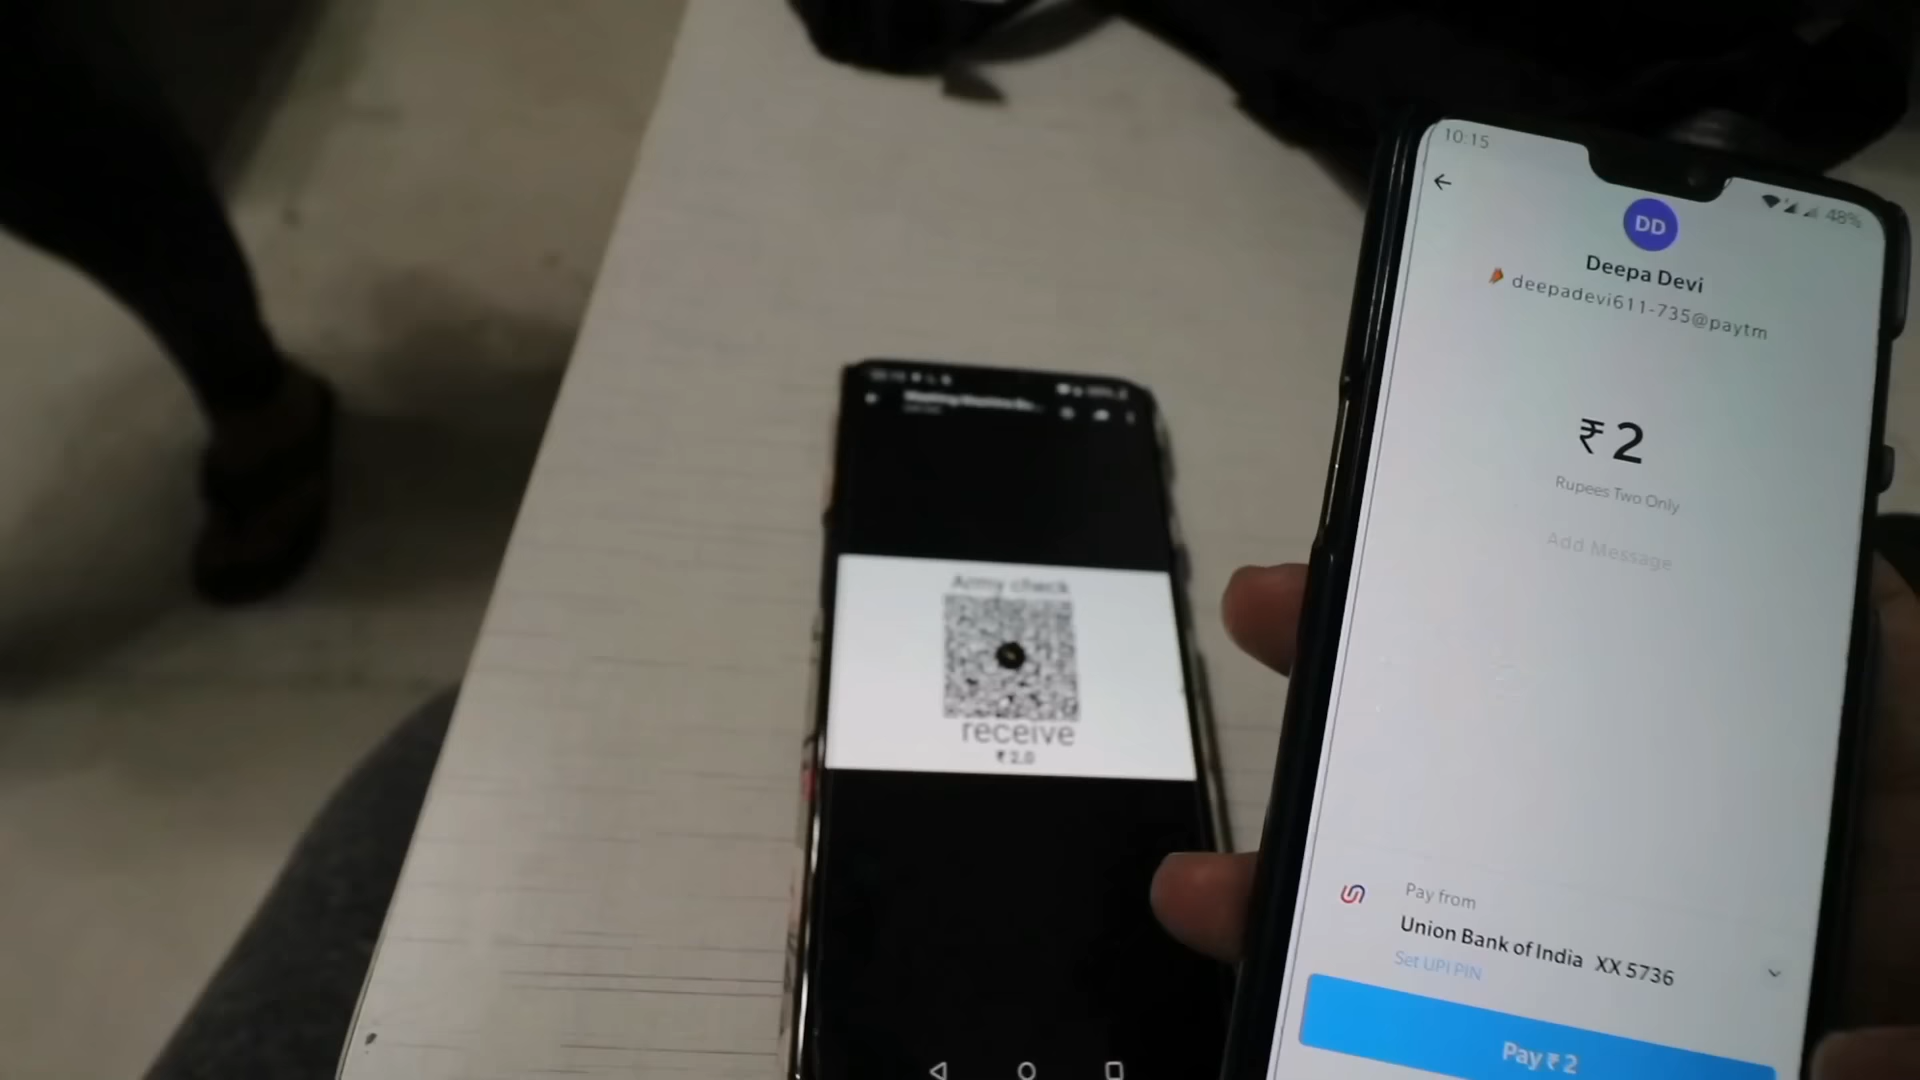 Army check
receive
₹ 2.0
10:15
48%
DD
Deepa Devi
deepadevi611-735@paytm
₹ 2
Rupees Two Only
Add Message
Pay from
Union Bank of India XX 5736
Set UPI PIN
Pay ₹ 2